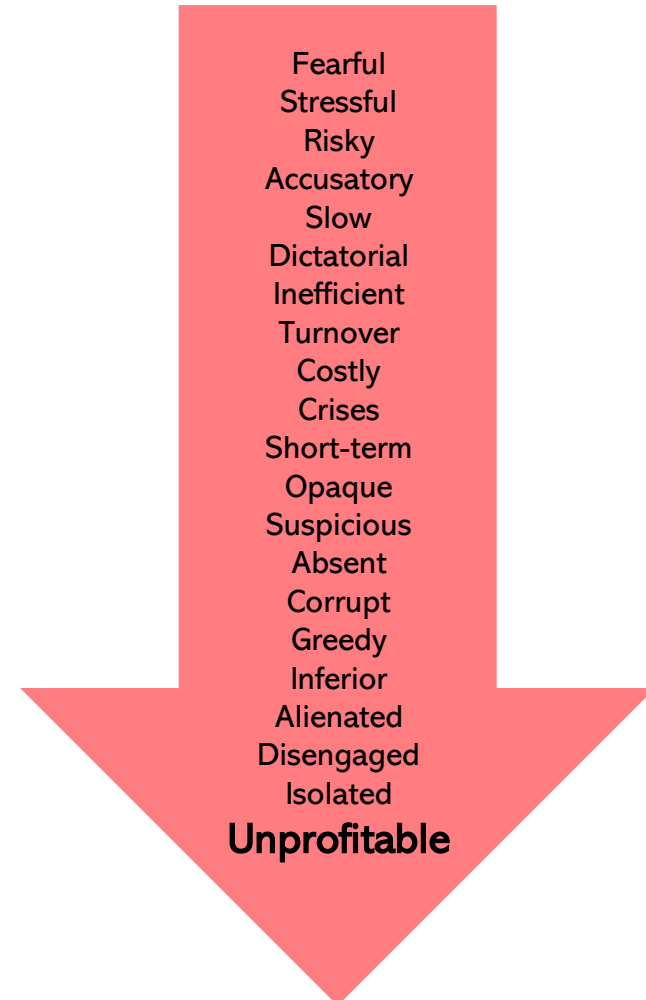 Fearful
Stressful
Risky
Accusatory
Slow
Dictatorial
Inefficient
Turnover
Costly
Crises
Short-term
Opaque
Suspicious
Absent
Corrupt
Greedy
Inferior
Alienated
Disengaged
Isolated
Unprofitable